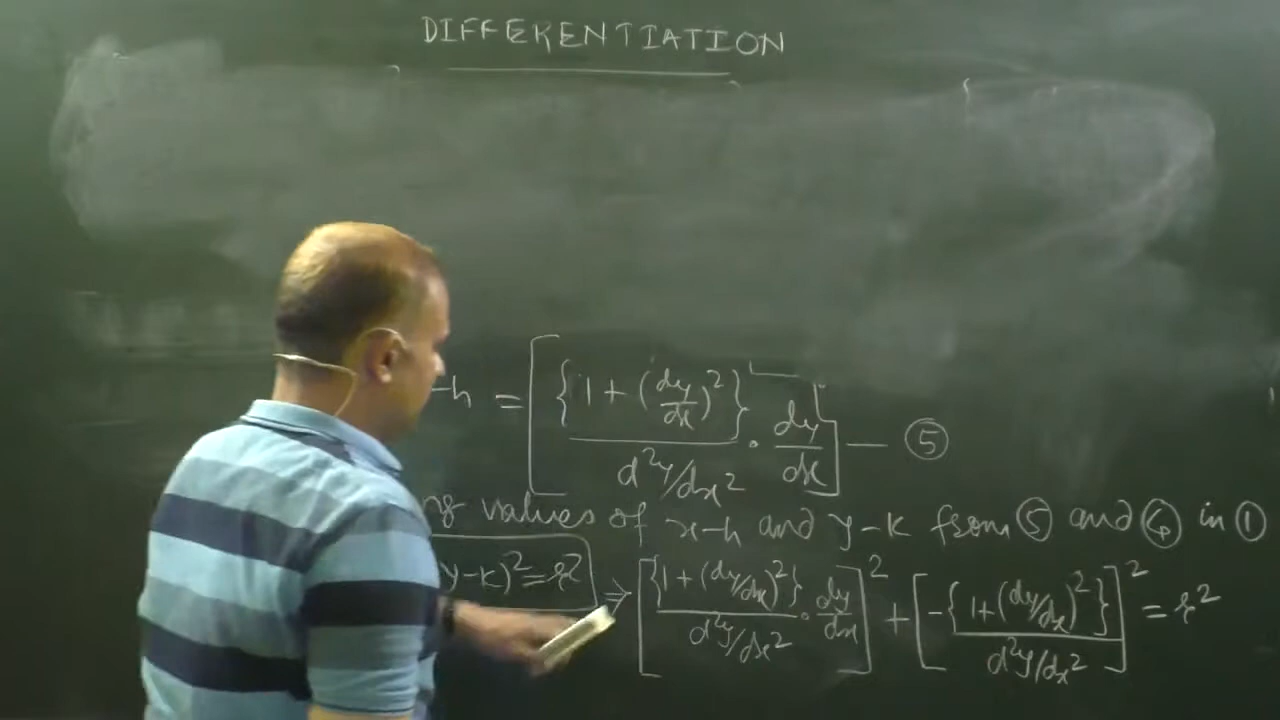 DIFFERENTIATION
-h = [{1 + (dy/dx)²} / d²y/dx² · dy/dx] — ⑤
ng values of x-h and y-k from ⑤ and ④ in ①
y-k)² = r² ⇒ [{1 + (dy/dx)²} / d²y/dx² · dy/dx]² + [-{1 + (dy/dx)²} / d²y/dx²]² = r²